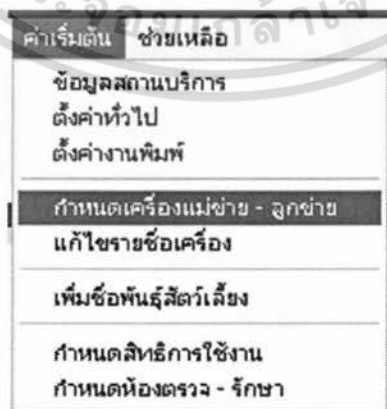 ค่าเริ่มต้น ช่วยเหลือ
ข้อมูลสถานบริการ
ตั้งค่าทั่วไป
ตั้งค่างานพิมพ์
กำหนดเครื่องแม่ข่าย - ลูกข่าย
แก้ไขรายชื่อเครื่อง
เพิ่มชื่อพันธุ์สัตว์เลี้ยง
กำหนดสิทธิการใช้งาน
กำหนดห้องตรวจ - รักษา